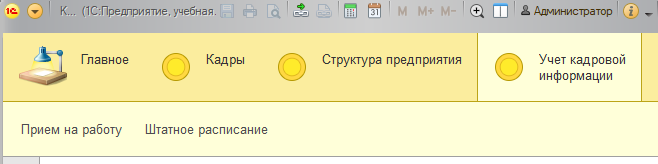 К... (1С:Предприятие, учебная. М М+ М- Администратор
Главное Кадры Структура предприятия Учет кадровой
информации
Прием на работу Штатное расписание